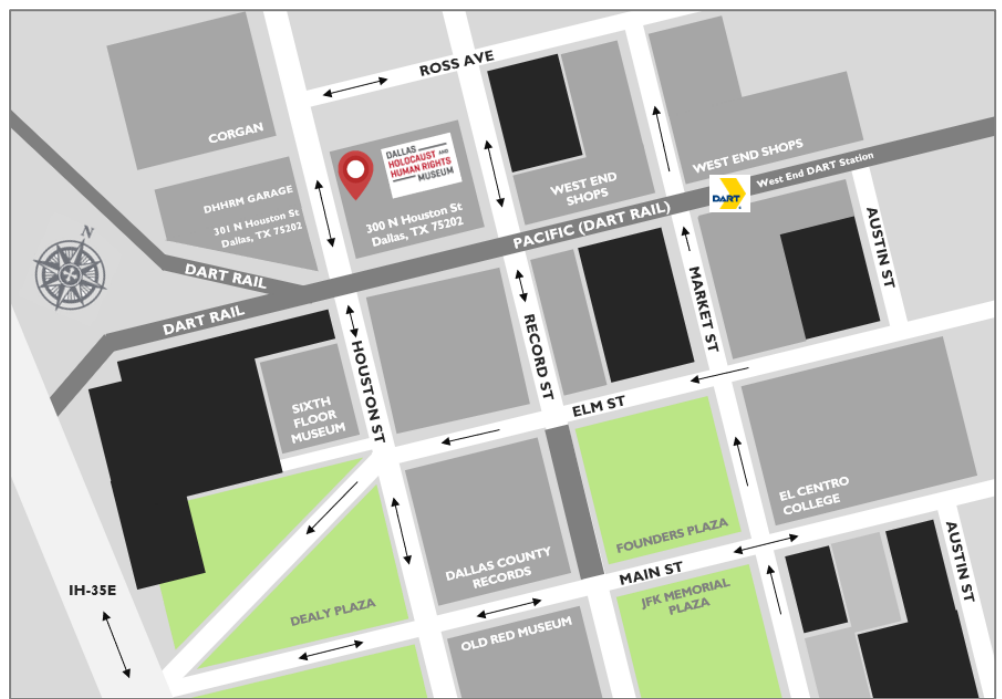 ROSS AVE
CORGAN
DALLAS
HOLOCAUST AND
HUMAN RIGHTS
MUSEUM
300 N Houston St
Dallas, TX 75202
DHHRM GARAGE
301 N Houston St
Dallas, TX 75202
WEST END
SHOPS
WEST END SHOPS
DART
West End DART Station
PACIFIC (DART RAIL)
N
DART RAIL
DART RAIL
AUSTIN ST
MARKET ST
RECORD ST
HOUSTON ST
SIXTH
FLOOR
MUSEUM
ELM ST
EL CENTRO
COLLEGE
FOUNDERS PLAZA
DALLAS COUNTY
RECORDS
MAIN ST
AUSTIN ST
IH-35E
DEALY PLAZA
JFK MEMORIAL
PLAZA
OLD RED MUSEUM